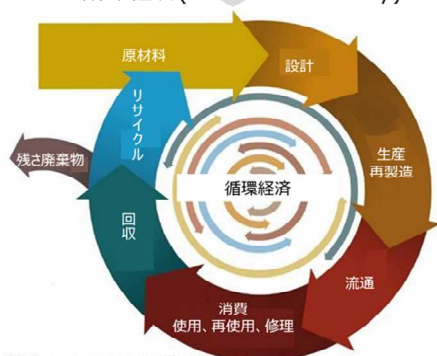 原材料
設計
生産
再製造
流通
消費
使用、再使用、修理
回収
リサイクル
残さ廃棄物
循環経済